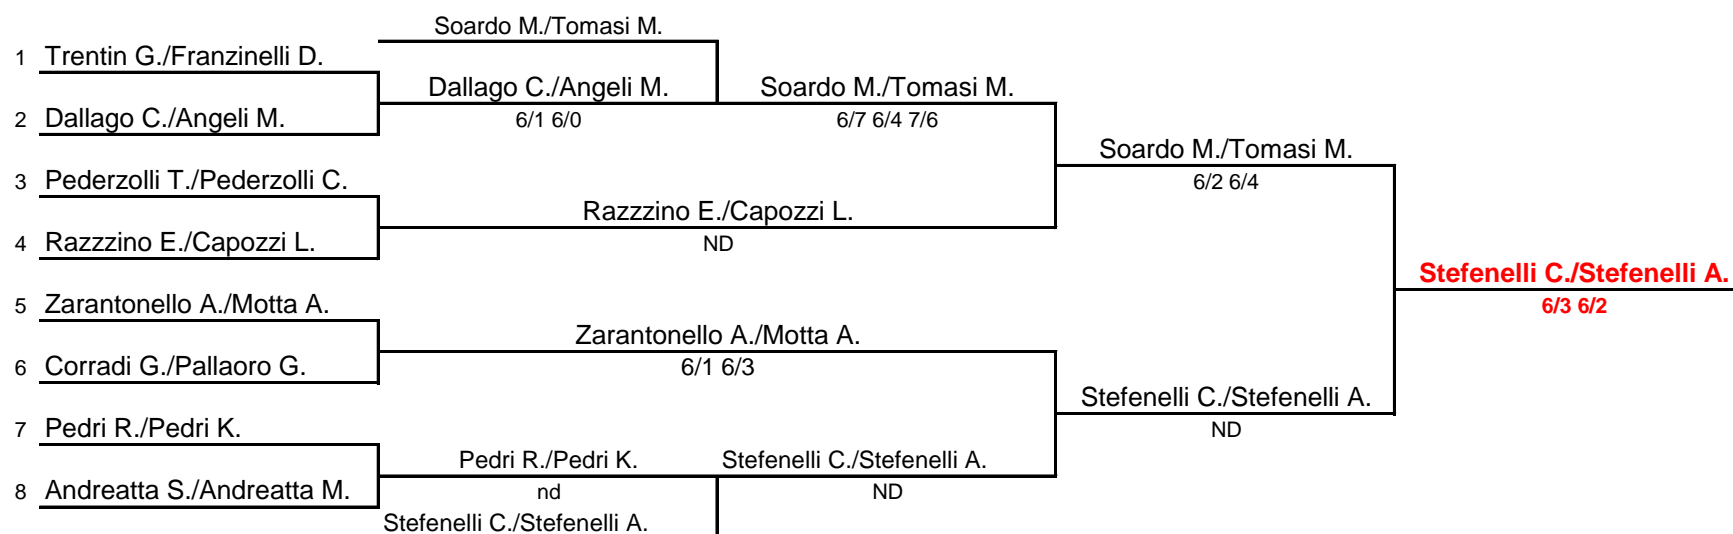 Soardo M./Tomasi M.
1 Trentin G./Franzinelli D.
Dallago C./Angeli M. Soardo M./Tomasi M.
2 Dallago C./Angeli M. 6/1 6/0 6/7 6/4 7/6
Soardo M./Tomasi M.
3 Pederzolli T./Pederzolli C. 6/2 6/4
Razzzino E./Capozzi L.
4 Razzzino E./Capozzi L. ND
Stefenelli C./Stefenelli A.
5 Zarantonello A./Motta A. 6/3 6/2
Zarantonello A./Motta A.
6 Corradi G./Pallaoro G. 6/1 6/3
Stefenelli C./Stefenelli A.
7 Pedri R./Pedri K. ND
Pedri R./Pedri K. Stefenelli C./Stefenelli A.
8 Andreatta S./Andreatta M. nd ND
Stefenelli C./Stefenelli A.